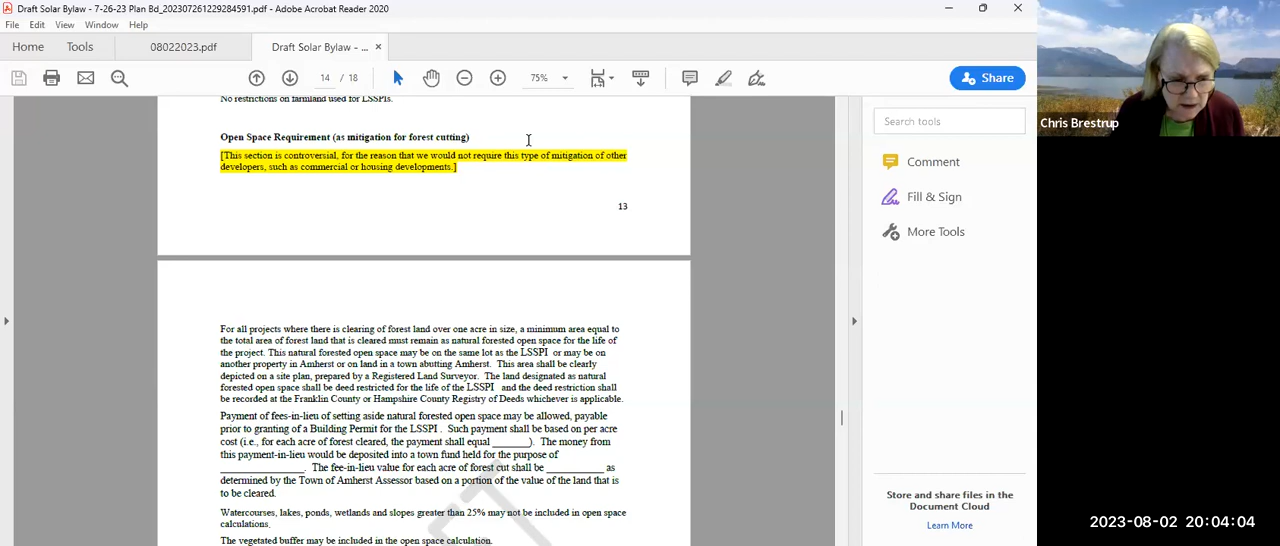 Draft Solar Bylaw - 7-26-23 Plan Bd_202307261229284591.pdf - Adobe Acrobat Reader 2020
File Edit View Window Help
Home Tools 08022023.pdf Draft Solar Bylaw - ... ×
14 / 18 75% Share
No restrictions on farmland used for LSSPIs.
Open Space Requirement (as mitigation for forest cutting)
[This section is controversial, for the reason that we would not require this type of mitigation of other
developers, such as commercial or housing developments.]
13
For all projects where there is clearing of forest land over one acre in size, a minimum area equal to
the total area of forest land that is cleared must remain as natural forested open space for the life of
the project. This natural forested open space may be on the same lot as the LSSPI or may be on
another property in Amherst or on land in a town abutting Amherst. This area shall be clearly
depicted on a site plan, prepared by a Registered Land Surveyor. The land designated as natural
forested open space shall be deed restricted for the life of the LSSPI and the deed restriction shall
be recorded at the Franklin County or Hampshire County Registry of Deeds whichever is applicable.
Payment of fees-in-lieu of setting aside natural forested open space may be allowed, payable
prior to granting of a Building Permit for the LSSPI . Such payment shall be based on per acre
cost (i.e., for each acre of forest cleared, the payment shall equal _______). The money from
this payment-in-lieu would be deposited into a town fund held for the purpose of
________________. The fee-in-lieu value for each acre of forest cut shall be ___________ as
determined by the Town of Amherst Assessor based on a portion of the value of the land that is
to be cleared.
Watercourses, lakes, ponds, wetlands and slopes greater than 25% may not be included in open space
calculations.
The vegetated buffer may be included in the open space calculation.
Search tools
Comment
Fill & Sign
More Tools
Store and share files in the
Document Cloud
Learn More
Chris Brestrup
2023-08-02 20:04:04